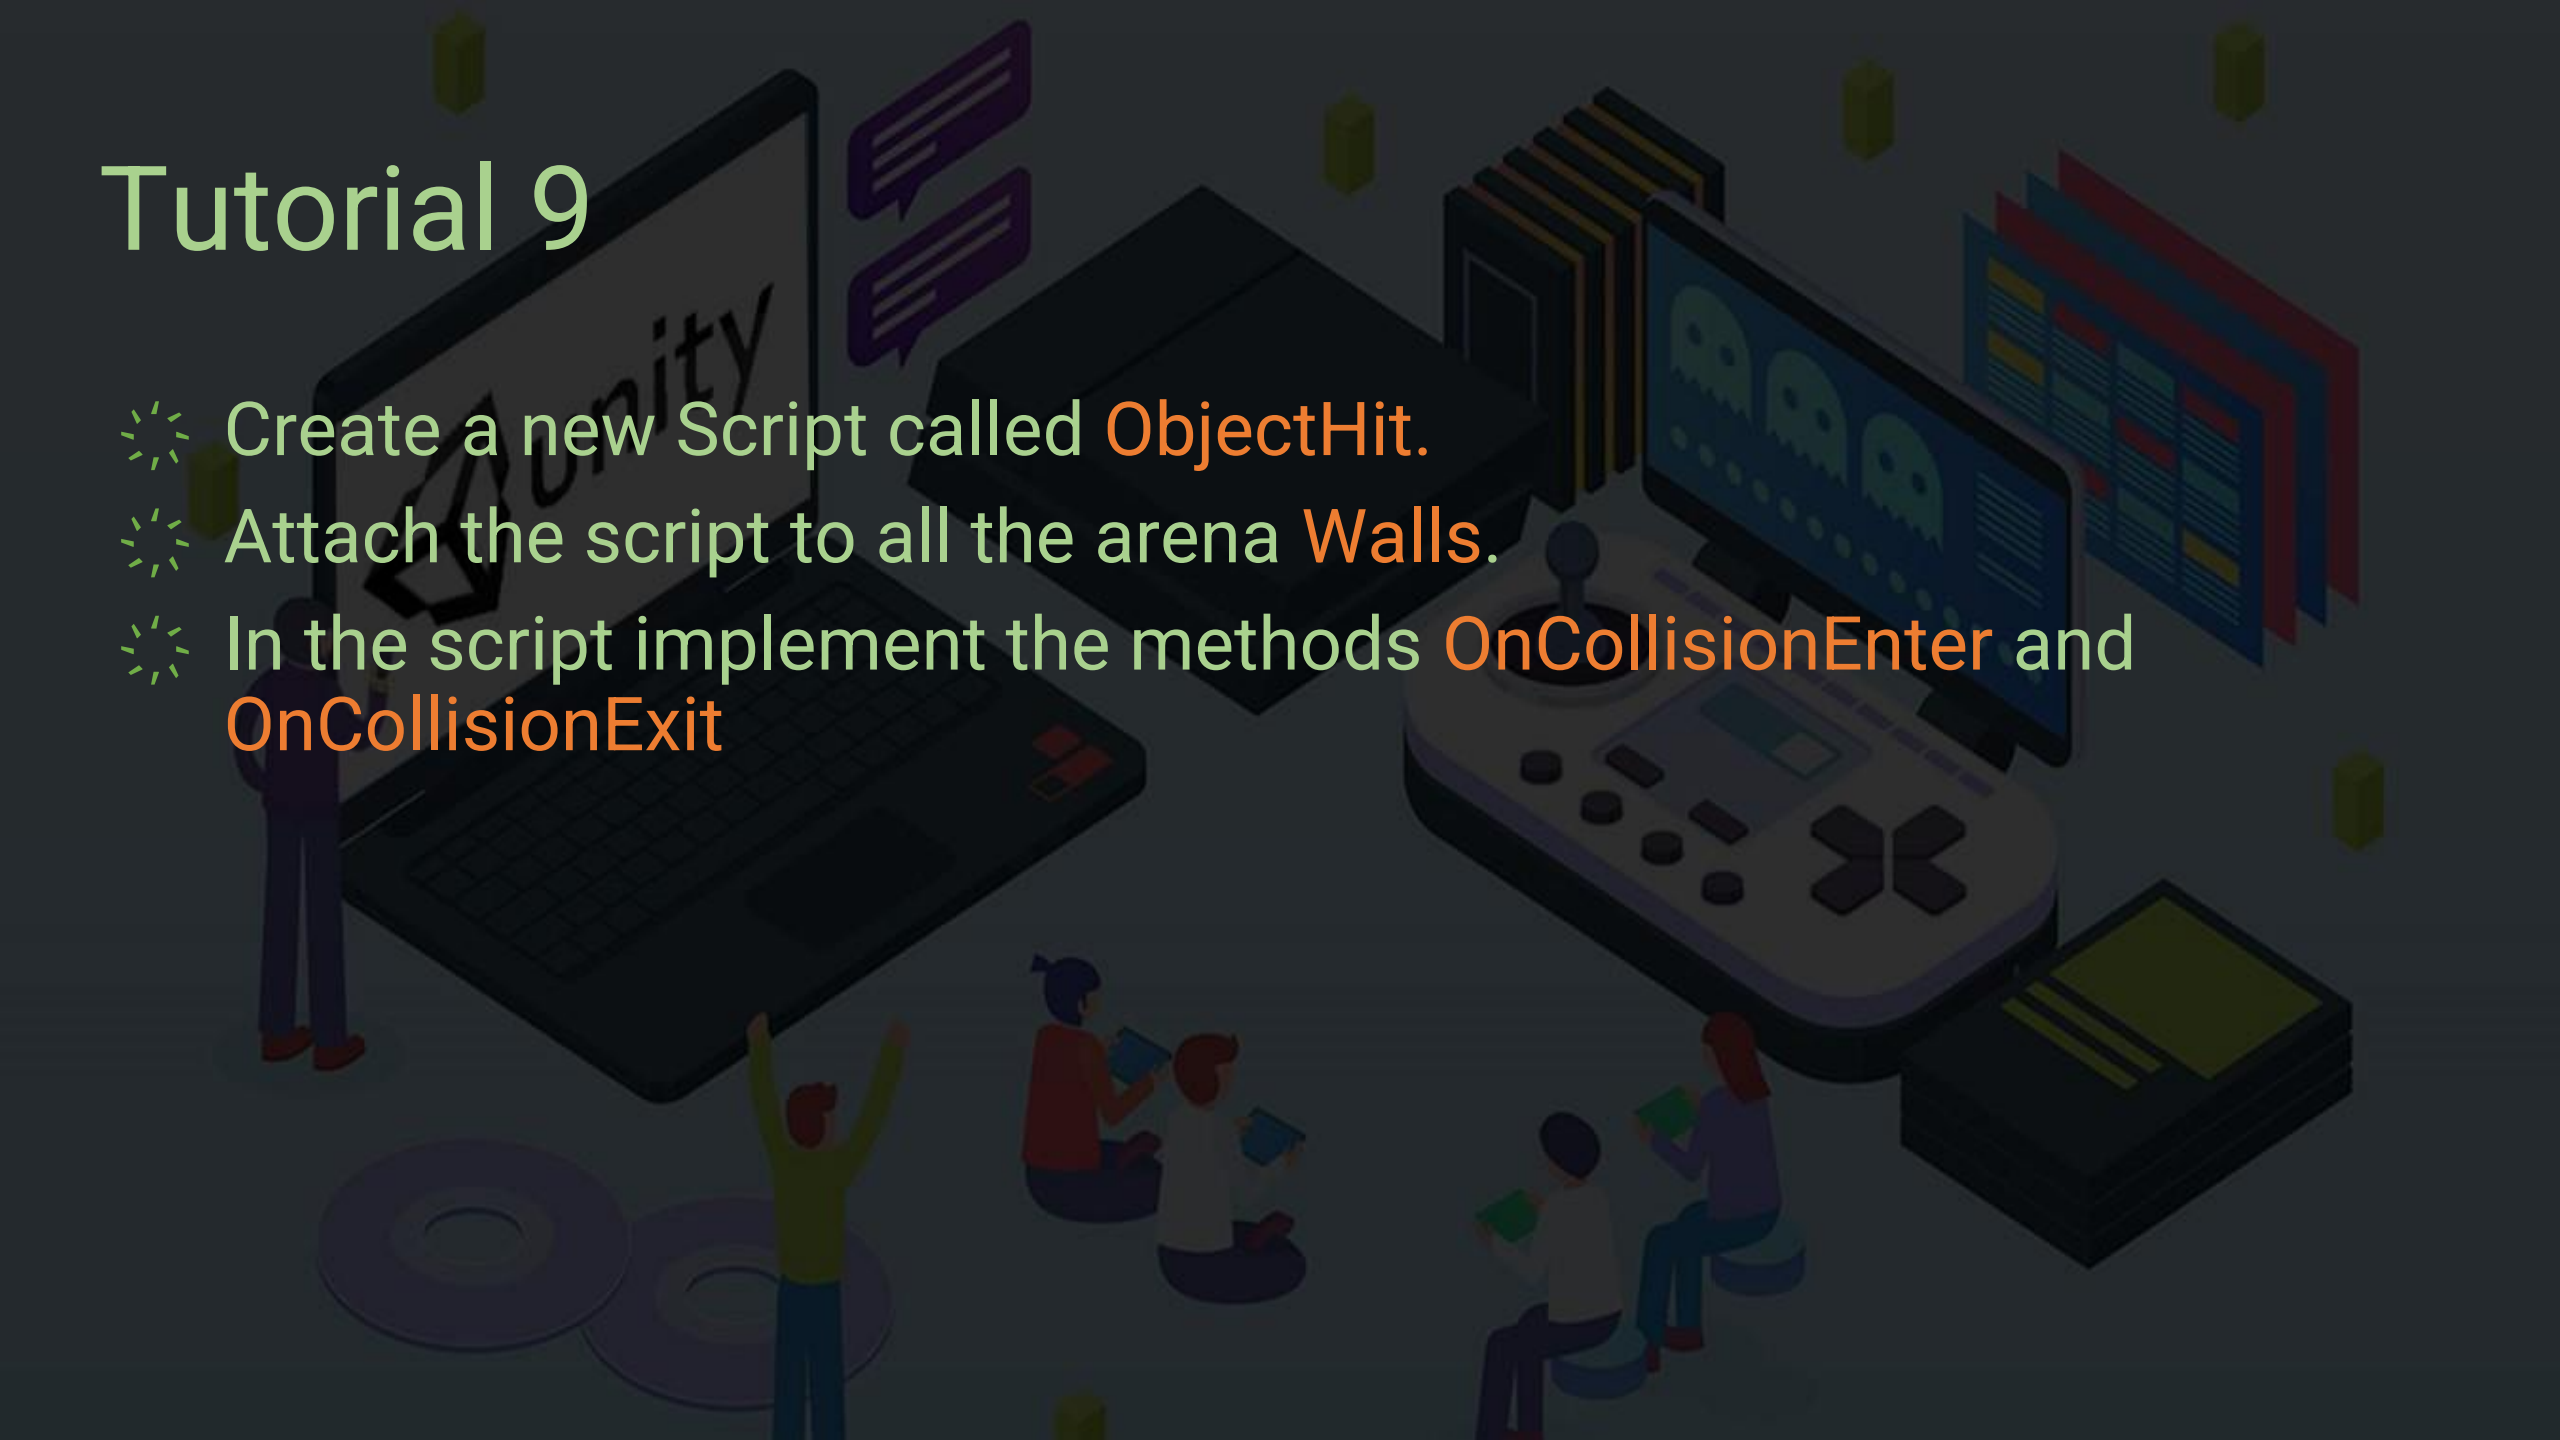 Tutorial 9
unity
Create a new Script called ObjectHit.
Attach the script to all the arena Walls.
In the script implement the methods OnCollisionEnter and
OnCollisionExit